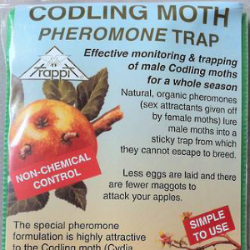 CODLING MOTH
PHEROMONE TRAP
Effective monitoring & trapping
of male Codling moths
for a whole season
Trappit
Natural, organic pheromones
(sex attractants given off
by female moths) lure
male moths into a
sticky trap from which
they cannot escape to breed.
NON-CHEMICAL
CONTROL
Less eggs are laid and there
are fewer maggots to
attack your apples.
SIMPLE
TO USE
The special pheromone
formulation is highly attractive
to the Codling moth (Cydia